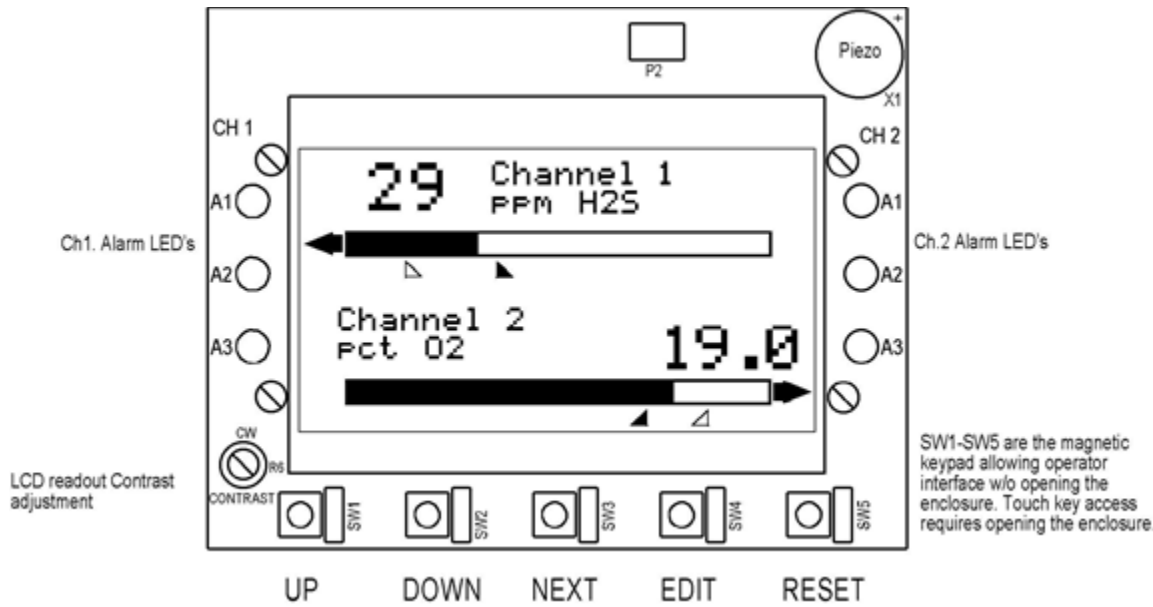 P2
+
Piezo
X1
CH 1
CH 2
29
Channel 1
ppm H2S
A1
A1
Ch1. Alarm LED's
Ch.2 Alarm LED's
A2
A2
Channel 2
pct O2
19.0
A3
A3
CW
R6
CONTRAST
LCD readout Contrast
adjustment
SW1-SW5 are the magnetic
keypad allowing operator
interface w/o opening the
enclosure. Touch key access
requires opening the enclosure.
SW1
SW2
SW3
SW4
SW5
UP
DOWN
NEXT
EDIT
RESET